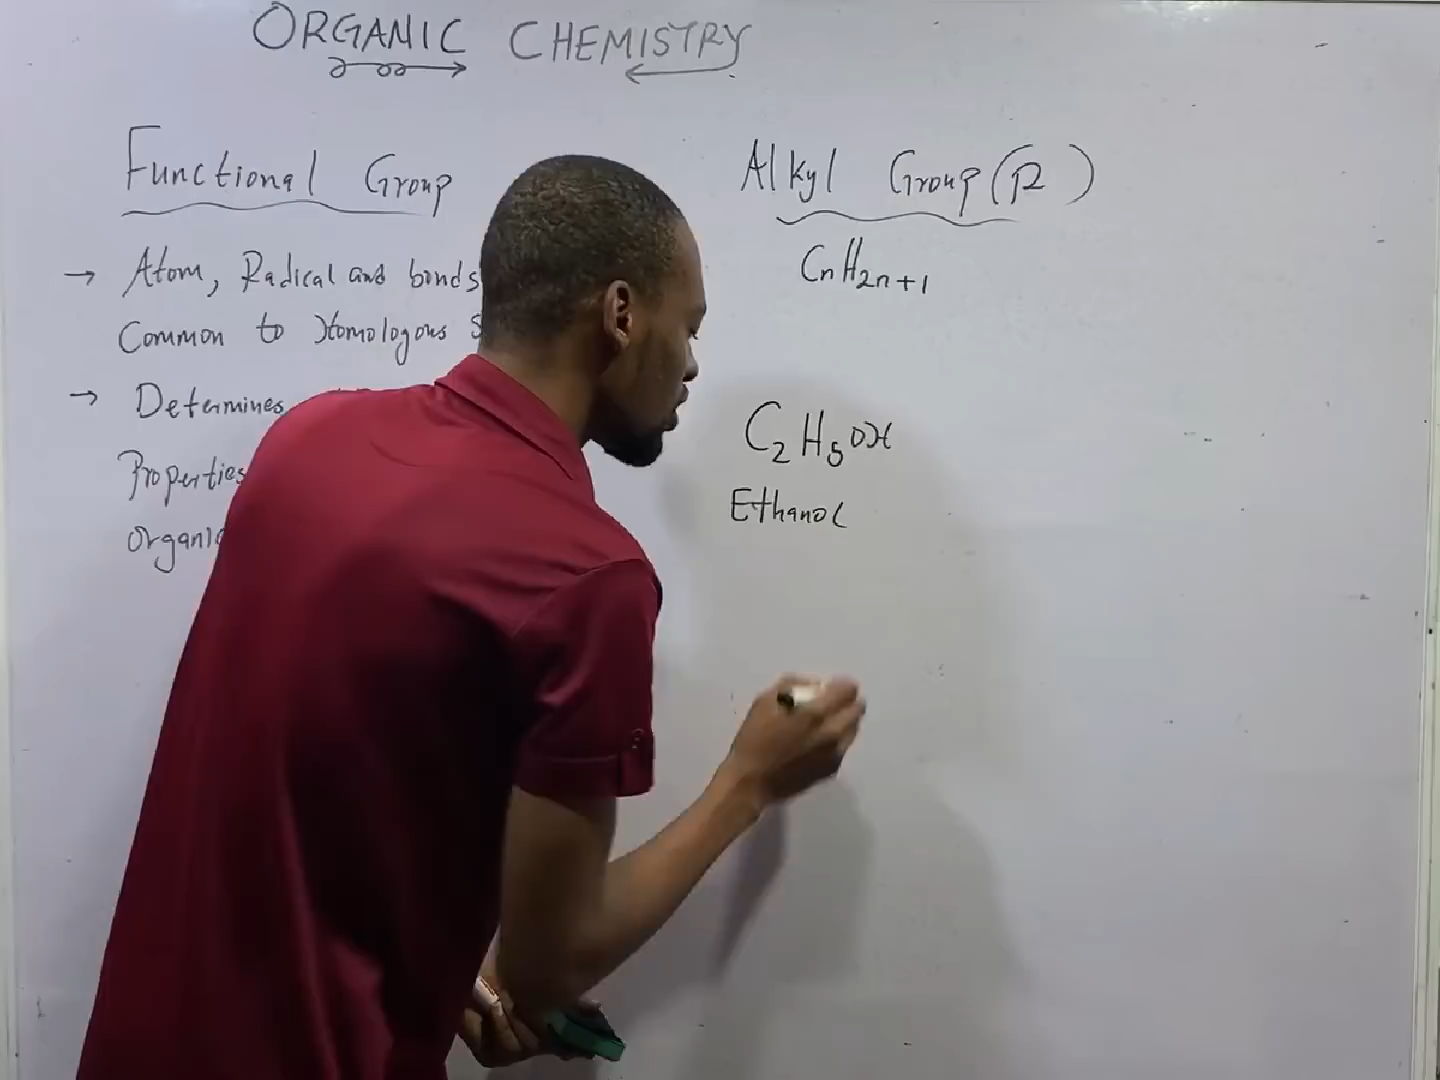 ORGANIC CHEMISTRY
Functional Group
→ Atom, Radical and bonds
Common to Homologous S
→ Determines
Properties
organic
Alkyl Group (R)
CnH2n+1
C2H5OH
Ethanol